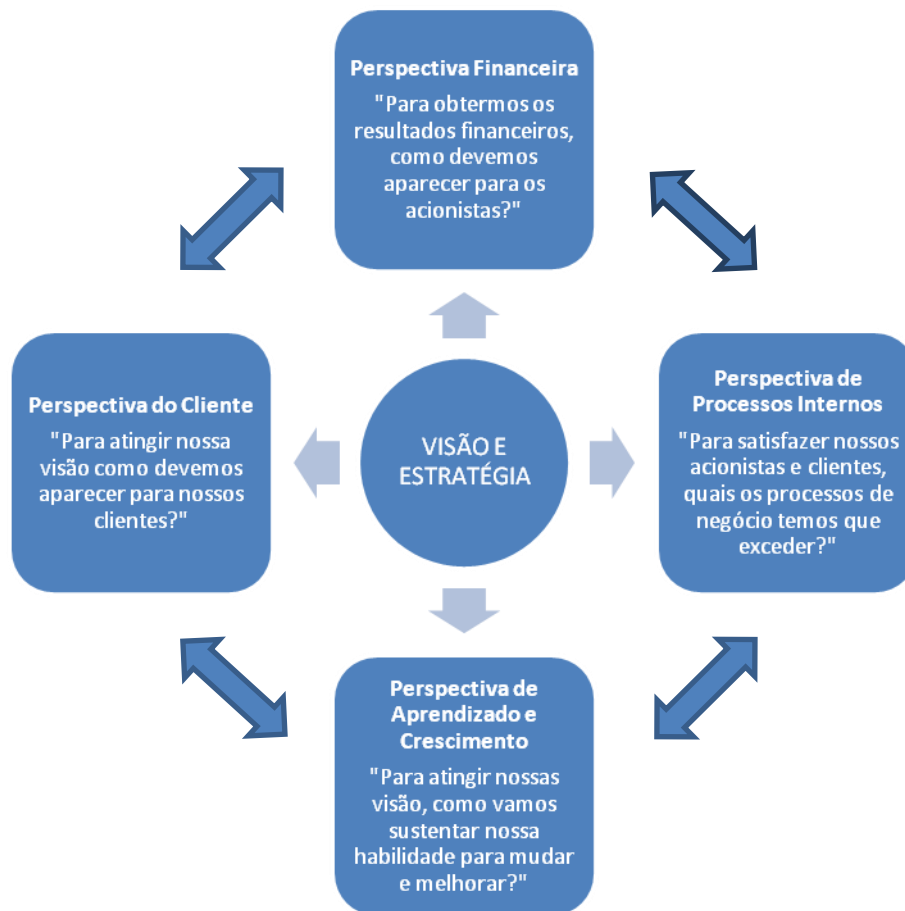 Perspectiva Financeira
"Para obtermos os
resultados financeiros,
como devemos
aparecer para os
acionistas?"
Perspectiva do Cliente
"Para atingir nossa
visão como devemos
aparecer para nossos
clientes?"
VISÃO E
ESTRATÉGIA
Perspectiva de
Processos Internos
"Para satisfazer nossos
acionistas e clientes,
quais os processos de
negócio temos que
exceder?"
Perspectiva de
Aprendizado e
Crescimento
"Para atingir nossas
visão, como vamos
sustentar nossa
habilidade para mudar
e melhorar?"